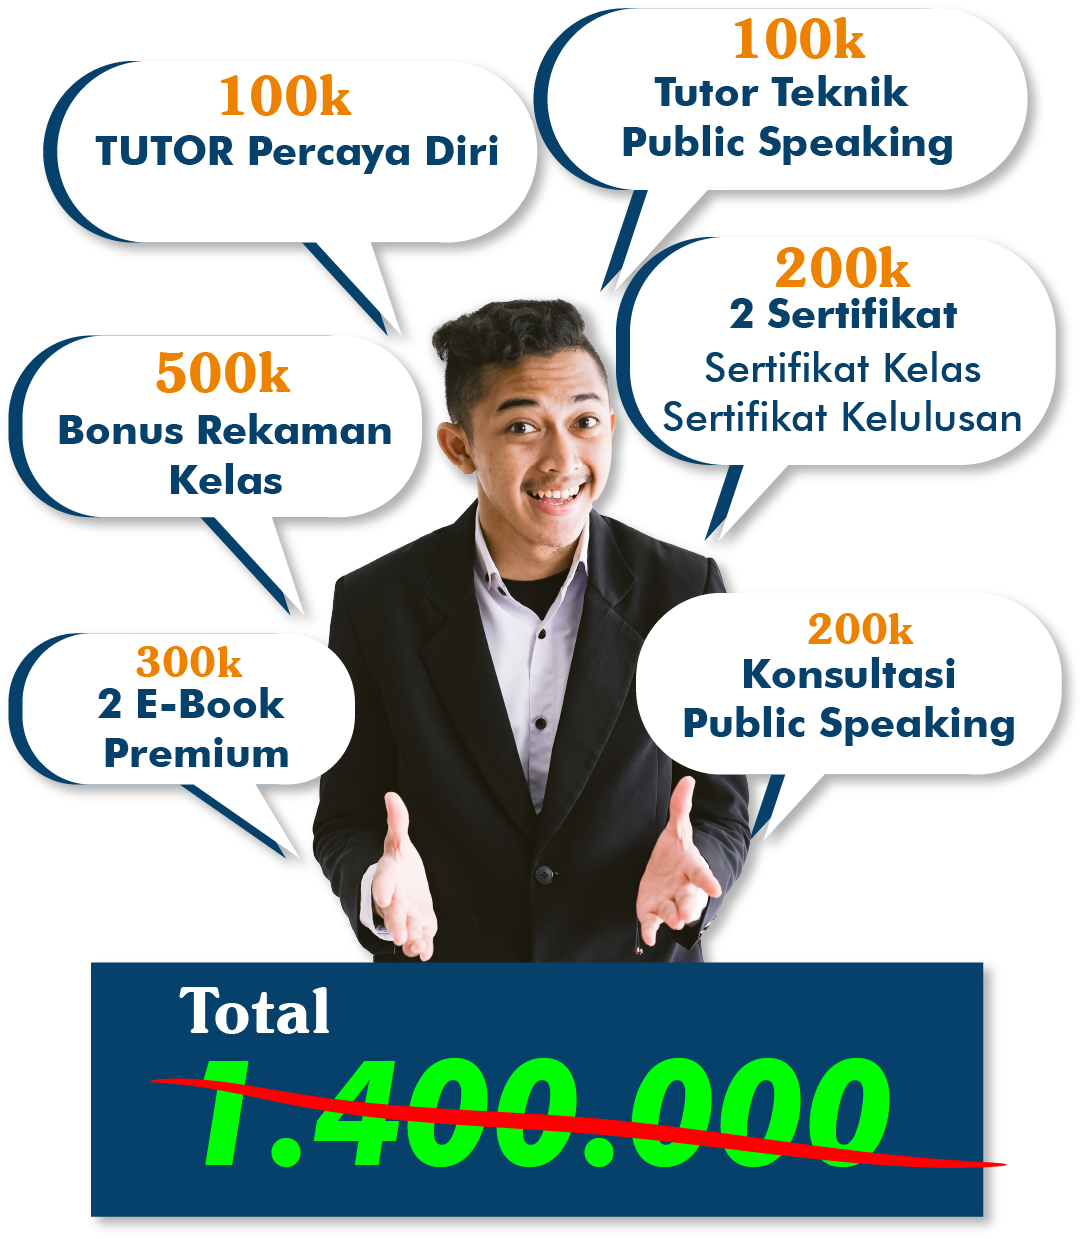 100k
TUTOR Percaya Diri
100k
Tutor Teknik
Public Speaking
200k
2 Sertifikat
Sertifikat Kelas
Sertifikat Kelulusan
500k
Bonus Rekaman
Kelas
300k
2 E-Book
Premium
200k
Konsultasi
Public Speaking
Total
1.400.000